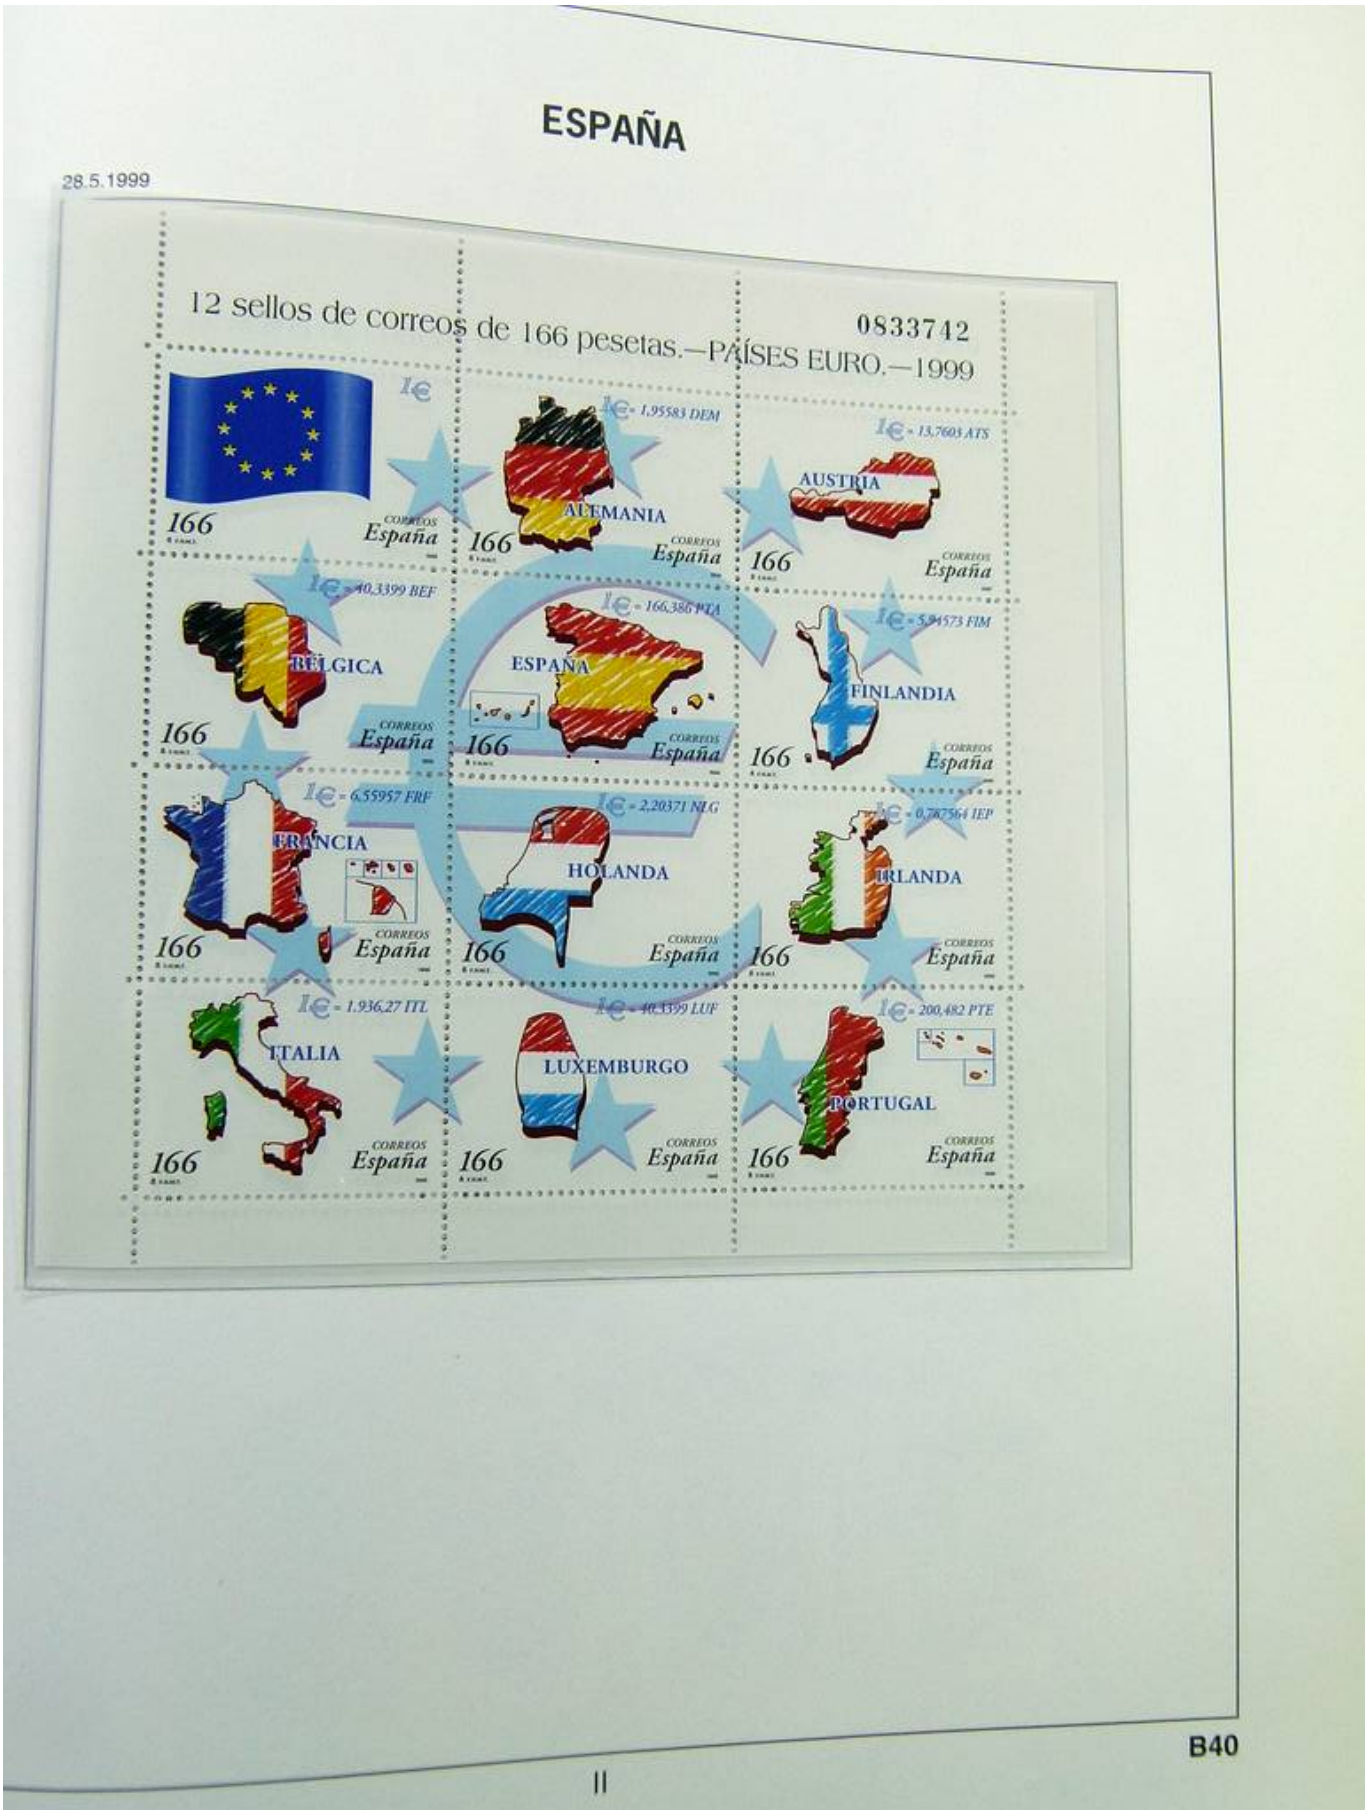 ESPAÑA
28.5.1999
12 sellos de correos de 166 pesetas.—PAÍSES EURO.—1999
0833742
1€
166
CORREOS
España
1€ = 1,95583 DEM
ALEMANIA
166
CORREOS
España
1€ = 13,7603 ATS
AUSTRIA
166
CORREOS
España
1€ = 40,3399 BEF
BÉLGICA
166
CORREOS
España
1€ = 166,386 PTA
ESPAÑA
166
CORREOS
España
1€ = 5,94573 FIM
FINLANDIA
166
CORREOS
España
1€ = 6,55957 FRF
FRANCIA
166
CORREOS
España
1€ = 2,20371 NLG
HOLANDA
166
CORREOS
España
1€ = 0,787564 IEP
IRLANDA
166
CORREOS
España
1€ = 1.936,27 ITL
ITALIA
166
CORREOS
España
1€ = 40,3399 LUF
LUXEMBURGO
166
CORREOS
España
1€ = 200,482 PTE
PORTUGAL
166
CORREOS
España
B40
II